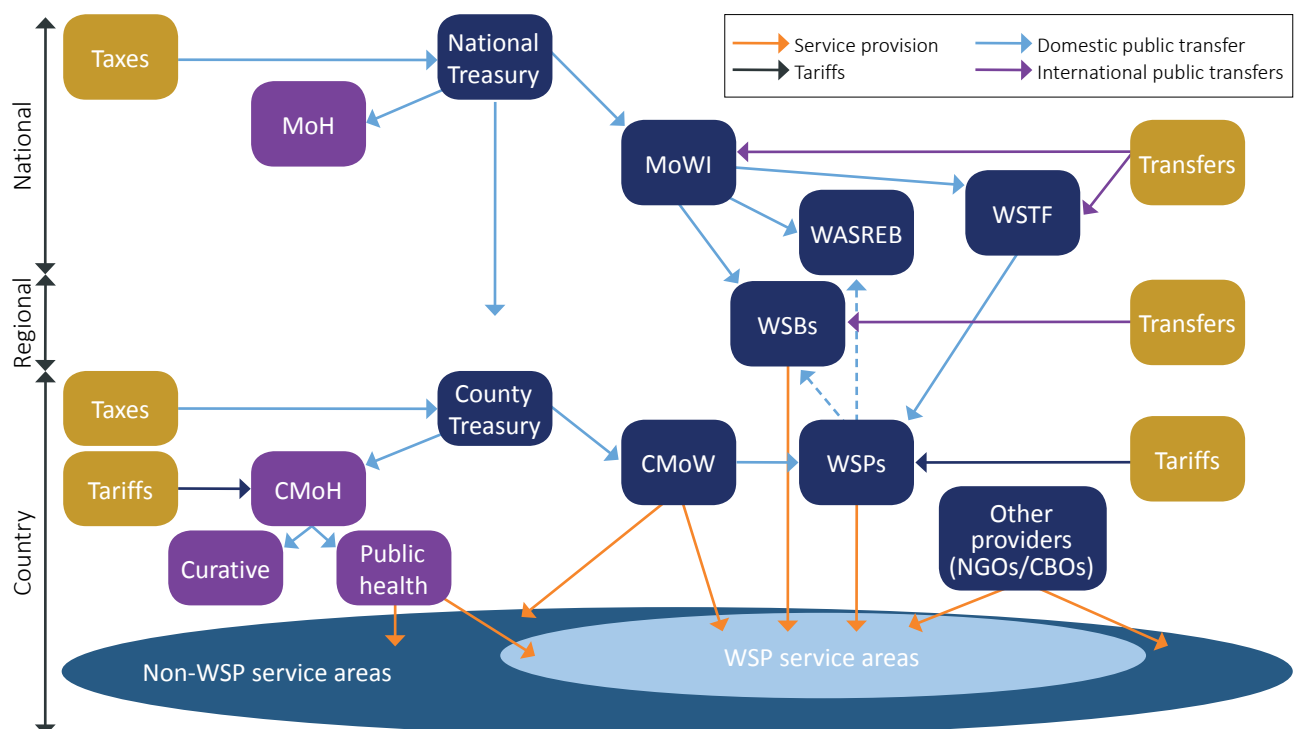 Taxes
National
Treasury
MoH
Service provision
Tariffs
Domestic public transfer
International public transfers
National
MoWI
Transfers
WSTF
WASREB
Regional
WSBs
Transfers
Country
Taxes
County
Treasury
Tariffs
CMoH
CMoW
WSPs
Tariffs
Curative
Public
health
Other
providers
(NGOs/CBOs)
Non-WSP service areas
WSP service areas